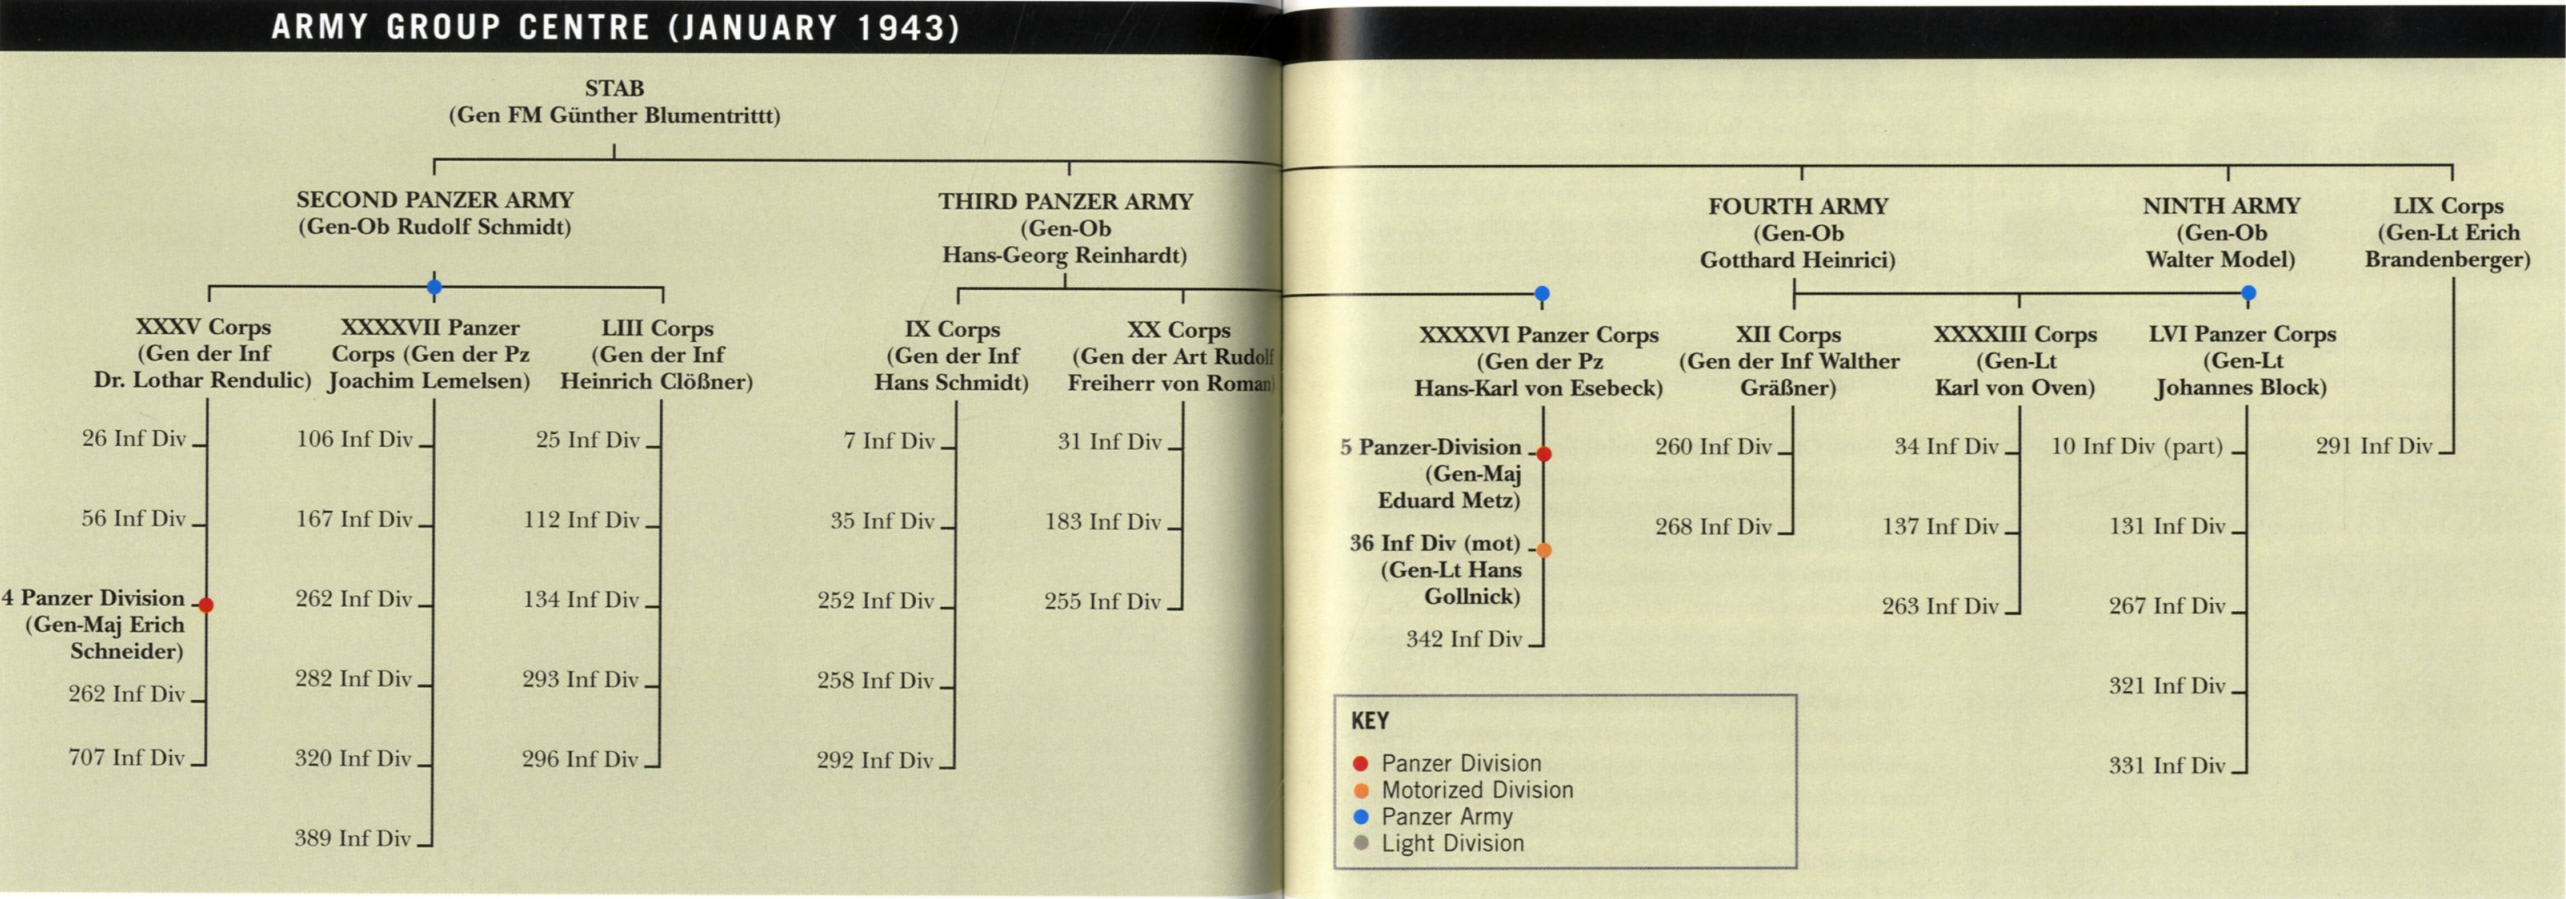 ARMY GROUP CENTRE (JANUARY 1943)
STAB
(Gen FM Günther Blumentrittt)
SECOND PANZER ARMY
(Gen-Ob Rudolf Schmidt)
THIRD PANZER ARMY
(Gen-Ob
Hans-Georg Reinhardt)
FOURTH ARMY
(Gen-Ob
Gotthard Heinrici)
NINTH ARMY
(Gen-Ob
Walter Model)
LIX Corps
(Gen-Lt Erich
Brandenberger)
XXXV Corps
(Gen der Inf
Dr. Lothar Rendulic)
26 Inf Div
56 Inf Div
4 Panzer Division
(Gen-Maj Erich
Schneider)
262 Inf Div
707 Inf Div
XXXXVII Panzer
Corps (Gen der Pz
Joachim Lemelsen)
106 Inf Div
167 Inf Div
262 Inf Div
282 Inf Div
320 Inf Div
389 Inf Div
LIII Corps
(Gen der Inf
Heinrich Clößner)
25 Inf Div
112 Inf Div
134 Inf Div
293 Inf Div
296 Inf Div
IX Corps
(Gen der Inf
Hans Schmidt)
7 Inf Div
35 Inf Div
252 Inf Div
258 Inf Div
292 Inf Div
XX Corps
(Gen der Art Rudolf
Freiherr von Roman)
31 Inf Div
183 Inf Div
255 Inf Div
XXXXVI Panzer Corps
(Gen der Pz
Hans-Karl von Esebeck)
5 Panzer-Division
(Gen-Maj
Eduard Metz)
36 Inf Div (mot)
(Gen-Lt Hans
Gollnick)
342 Inf Div
XII Corps
(Gen der Inf Walther
Gräßner)
260 Inf Div
268 Inf Div
XXXXIII Corps
(Gen-Lt
Karl von Oven)
34 Inf Div
137 Inf Div
263 Inf Div
LVI Panzer Corps
(Gen-Lt
Johannes Block)
10 Inf Div (part)
131 Inf Div
267 Inf Div
321 Inf Div
331 Inf Div
291 Inf Div
KEY
Panzer Division
Motorized Division
Panzer Army
Light Division